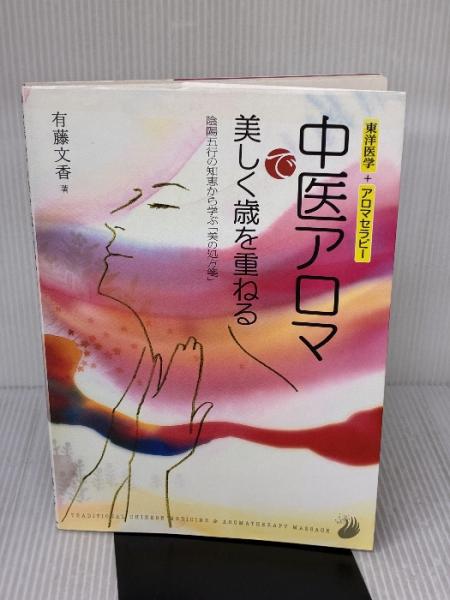 東洋医学
+
アロマセラピー
中医アロマ
で
美しく歳を重ねる
陰陽五行の知恵から学ぶ「美の処方箋」
有藤文香 著
TRADITIONAL CHINESE MEDICINE & AROMATHERAPY MASSAGE